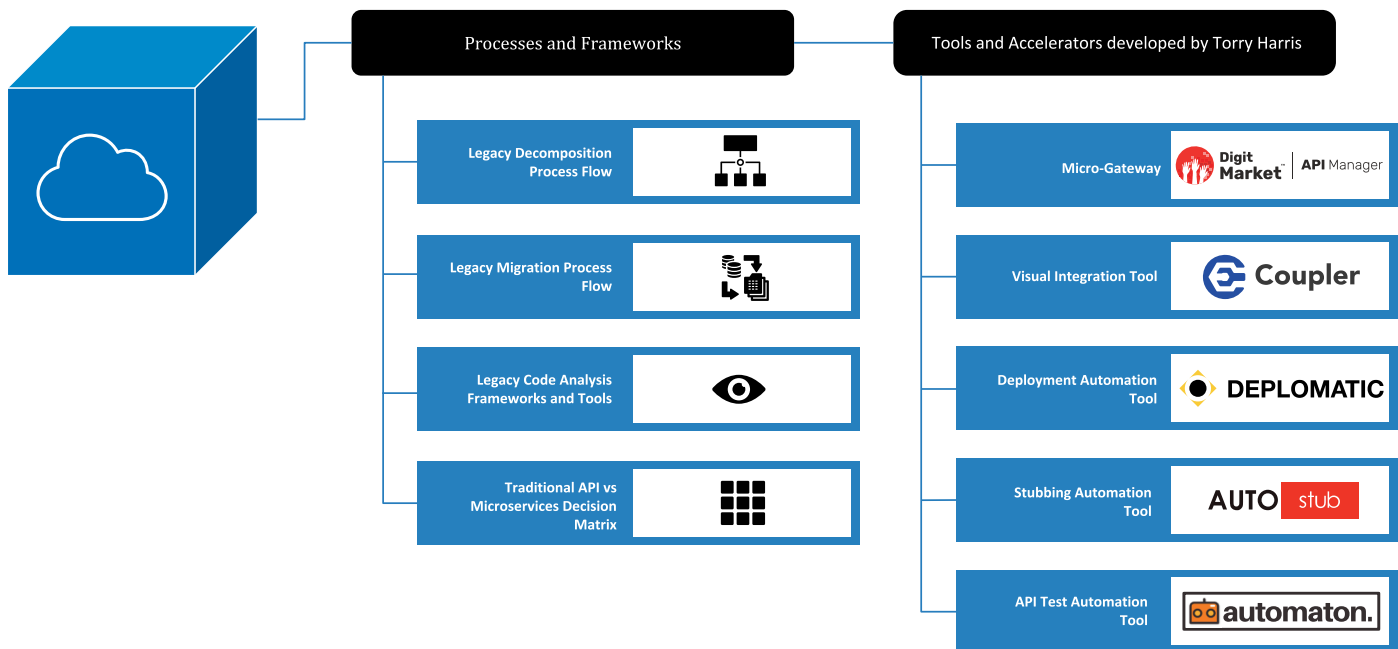 Processes and Frameworks
Tools and Accelerators developed by Torry Harris
Legacy Decomposition
Process Flow
Legacy Migration Process
Flow
Legacy Code Analysis
Frameworks and Tools
Traditional API vs
Microservices Decision
Matrix
Micro-Gateway
Digit
Market™
API Manager
Visual Integration Tool
Coupler
Deployment Automation
Tool
DEPLOMATIC
Stubbing Automation
Tool
AUTO stub
API Test Automation
Tool
automaton.